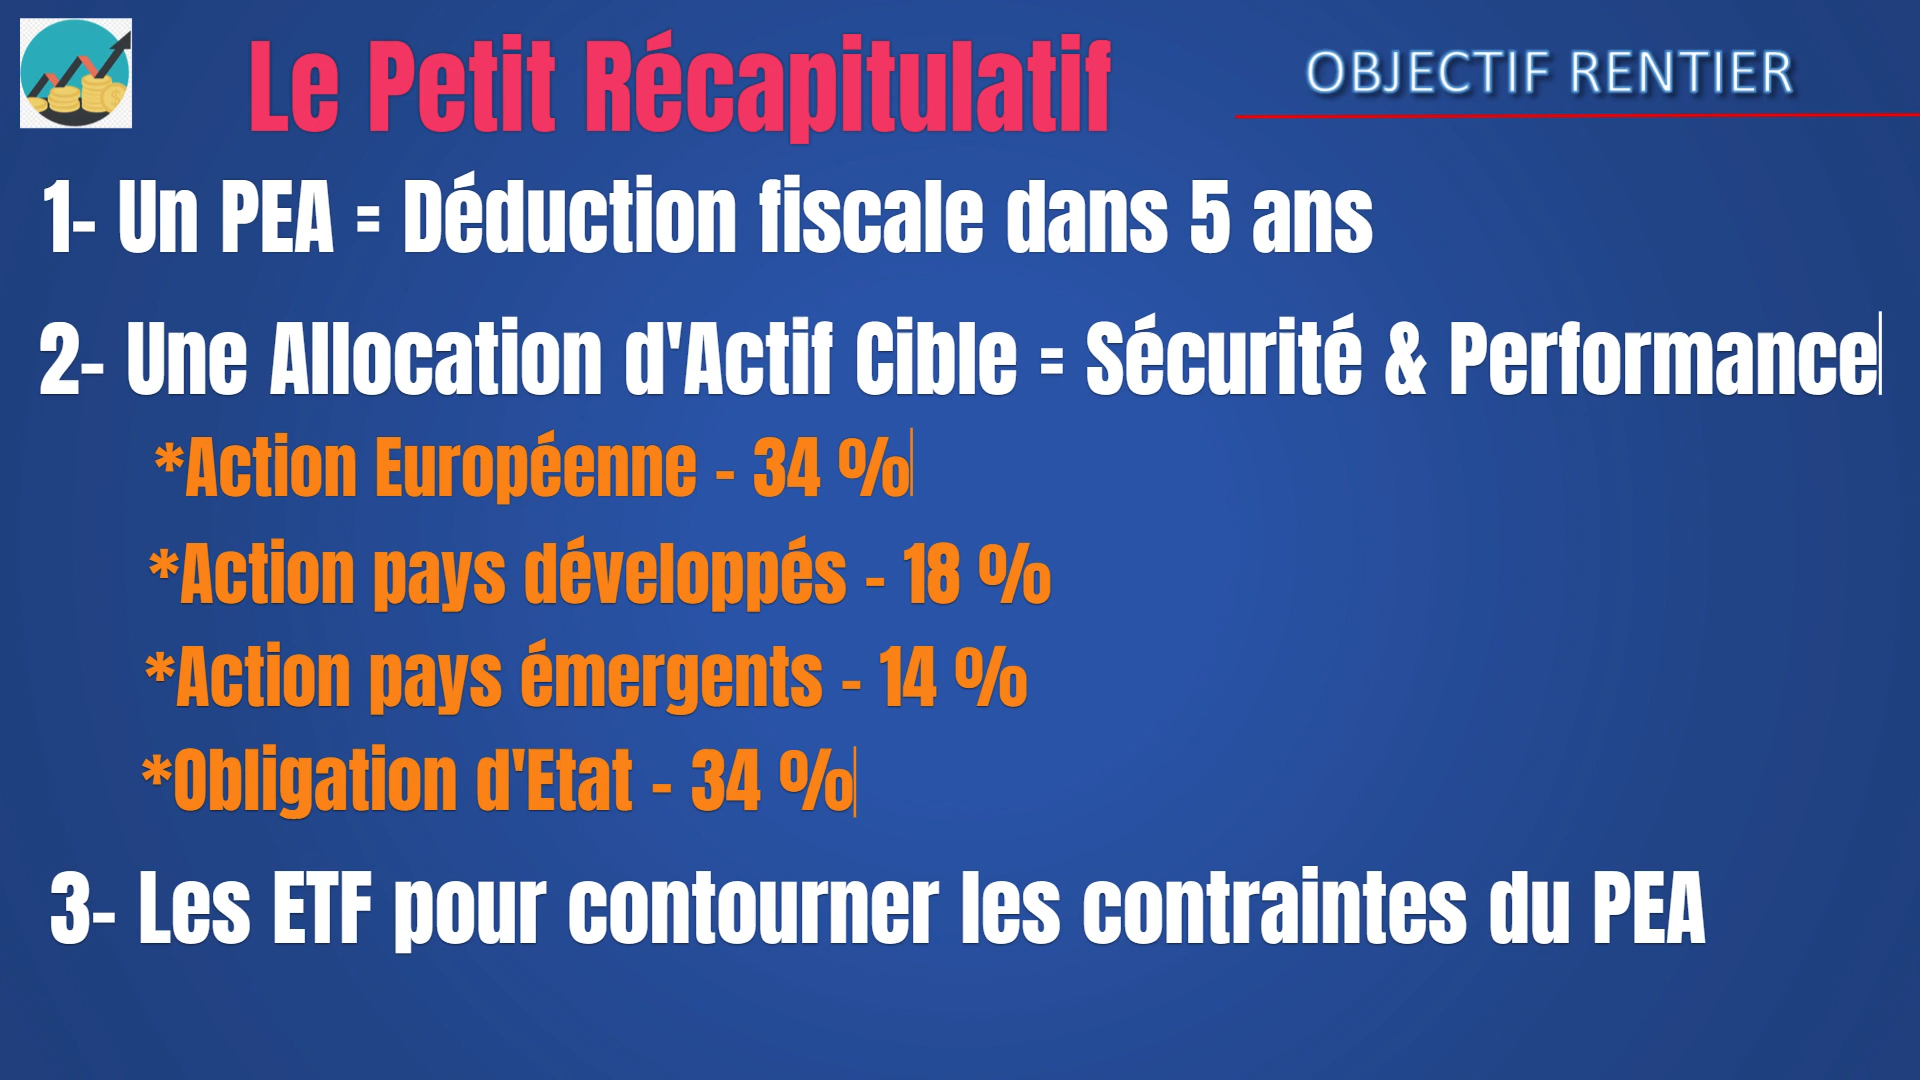 Le Petit Récapitulatif
OBJECTIF RENTIER
1- Un PEA = Déduction fiscale dans 5 ans
2- Une Allocation d'Actif Cible = Sécurité & Performance
*Action Européenne - 34 %
*Action pays développés - 18 %
*Action pays émergents - 14 %
*Obligation d'Etat - 34 %
3- Les ETF pour contourner les contraintes du PEA